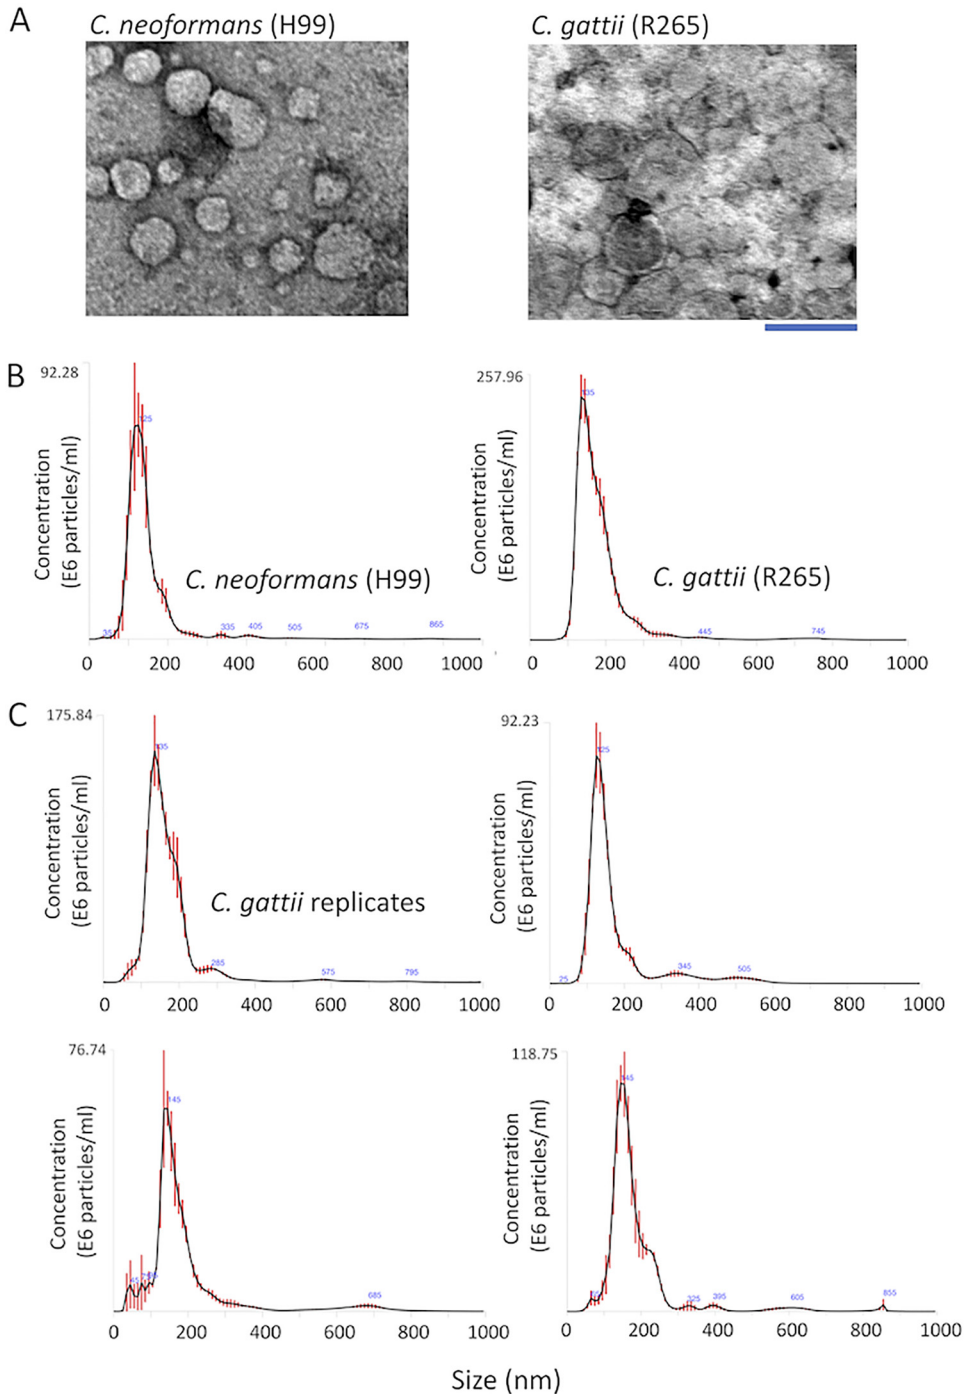 A
C. neoformans (H99)
C. gattii (R265)
B
92.28
Concentration
(E6 particles/ml)
35
125
335
405
505
675
865
C. neoformans (H99)
0 200 400 600 800 1000
257.96
Concentration
(E6 particles/ml)
135
445
745
C. gattii (R265)
0 200 400 600 800 1000
C
175.84
Concentration
(E6 particles/ml)
135
285
575
795
C. gattii replicates
0 200 400 600 800 1000
92.23
Concentration
(E6 particles/ml)
25
125
345
505
0 200 400 600 800 1000
76.74
Concentration
(E6 particles/ml)
45
145
685
0 200 400 600 800 1000
118.75
Concentration
(E6 particles/ml)
145
325
395
605
855
0 200 400 600 800 1000
Size (nm)